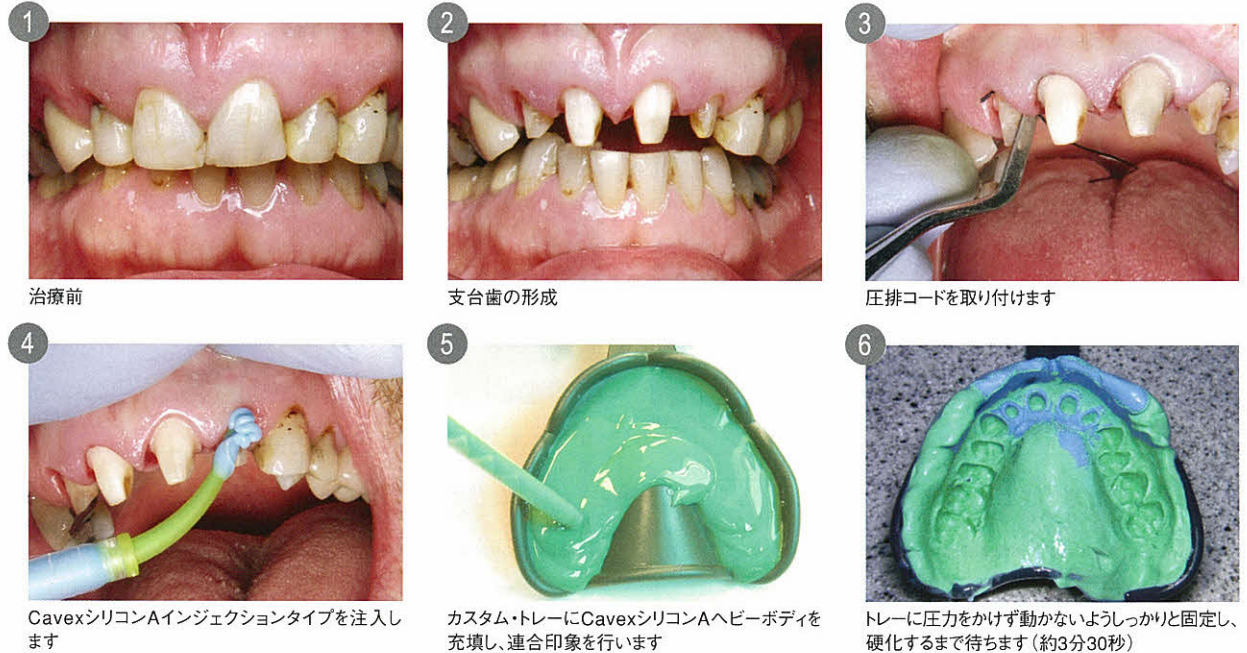 1
治療前
2
支台歯の形成
3
圧排コードを取り付けます
4
CavexシリコンAインジェクションタイプを注入し
ます
5
カスタム・トレーにCavexシリコンAヘビーボディを
充填し、連合印象を行います
6
トレーに圧力をかけず動かないようしっかりと固定し、
硬化するまで待ちます(約3分30秒)